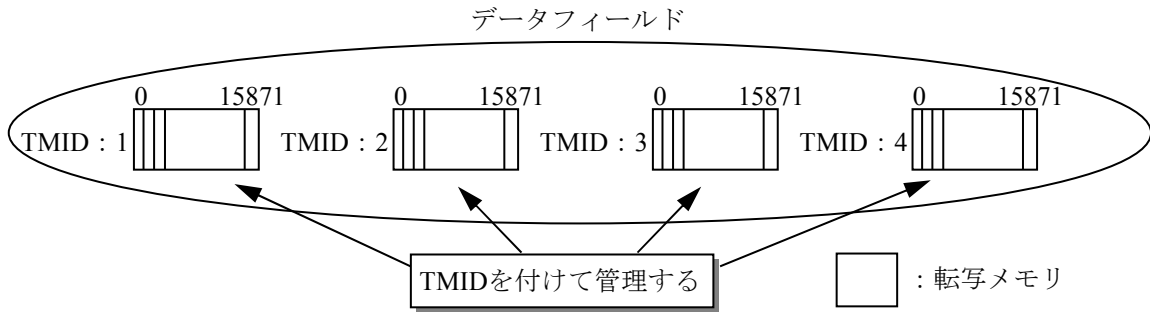 データフィールド
0 15871 0 15871 0 15871 0 15871
TMID：1 TMID：2 TMID：3 TMID：4
TMIDを付けて管理する
：転写メモリ